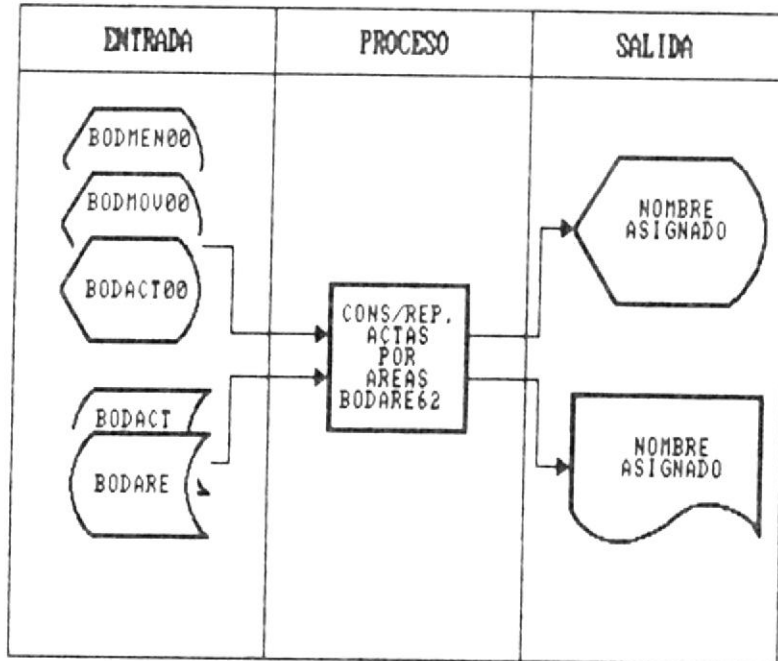 ENTRADA
PROCESO
SALIDA
BODMEN00
BODMOV00
BODACT00
BODACT
BODARE
CONS/REP.
ACTAS
POR
AREAS
BODARE62
NOMBRE
ASIGNADO
NOMBRE
ASIGNADO